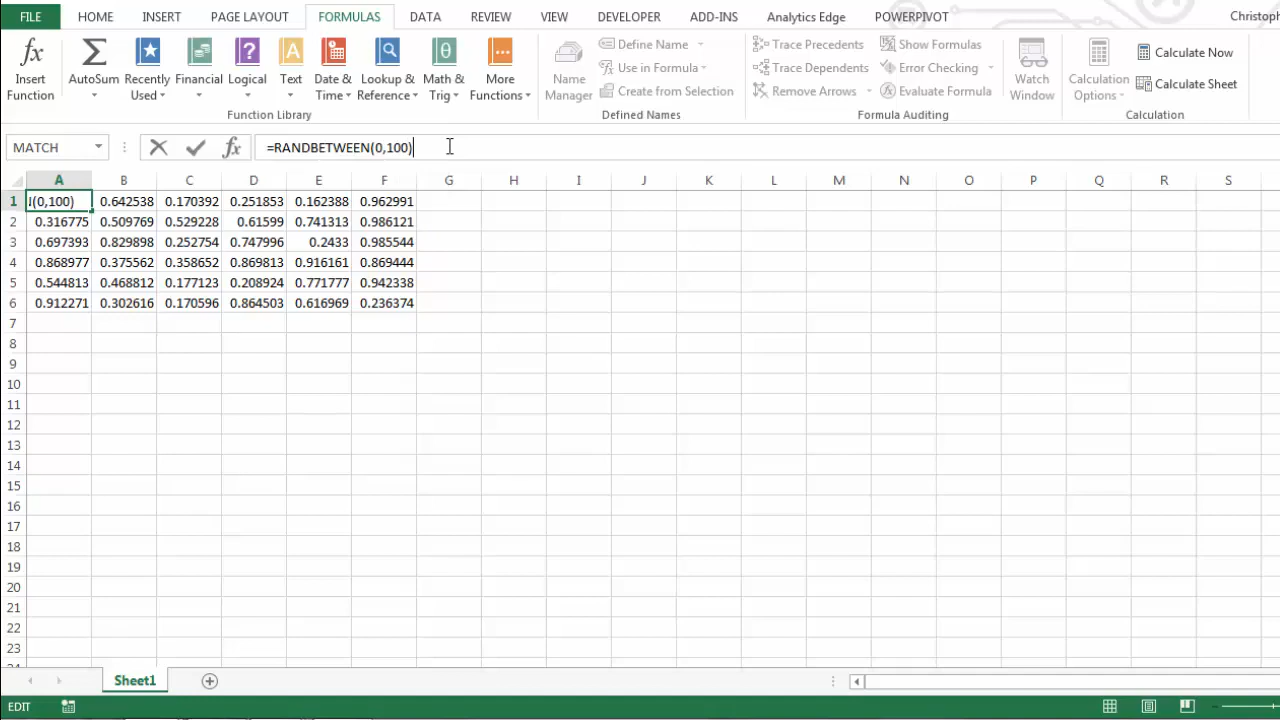 FILE HOME INSERT PAGE LAYOUT FORMULAS DATA REVIEW VIEW DEVELOPER ADD-INS Analytics Edge POWERPIVOT Christoph
fx Σ ? A θ
Insert Function
AutoSum
Recently Used
Financial
Logical
Text
Date & Time
Lookup & Reference
Math & Trig
More Functions
Function Library
Name Manager
Define Name
Use in Formula
Create from Selection
Defined Names
Trace Precedents
Trace Dependents
Remove Arrows
Show Formulas
Error Checking
Evaluate Formula
Formula Auditing
Watch Window
Calculation Options
Calculate Now
Calculate Sheet
Calculation
MATCH fx =RANDBETWEEN(0,100)
A B C D E F G H I J K L M N O P Q R S
1 I(0,100) 0.642538 0.170392 0.251853 0.162388 0.962991
2 0.316775 0.509769 0.529228 0.61599 0.741313 0.986121
3 0.697393 0.829898 0.252754 0.747996 0.2433 0.985544
4 0.868977 0.375562 0.358652 0.869813 0.916161 0.869444
5 0.544813 0.468812 0.177123 0.208924 0.771777 0.942338
6 0.912271 0.302616 0.170596 0.864503 0.616969 0.236374
7
8
9
10
11
12
13
14
15
16
17
18
19
20
21
22
23
Sheet1
EDIT